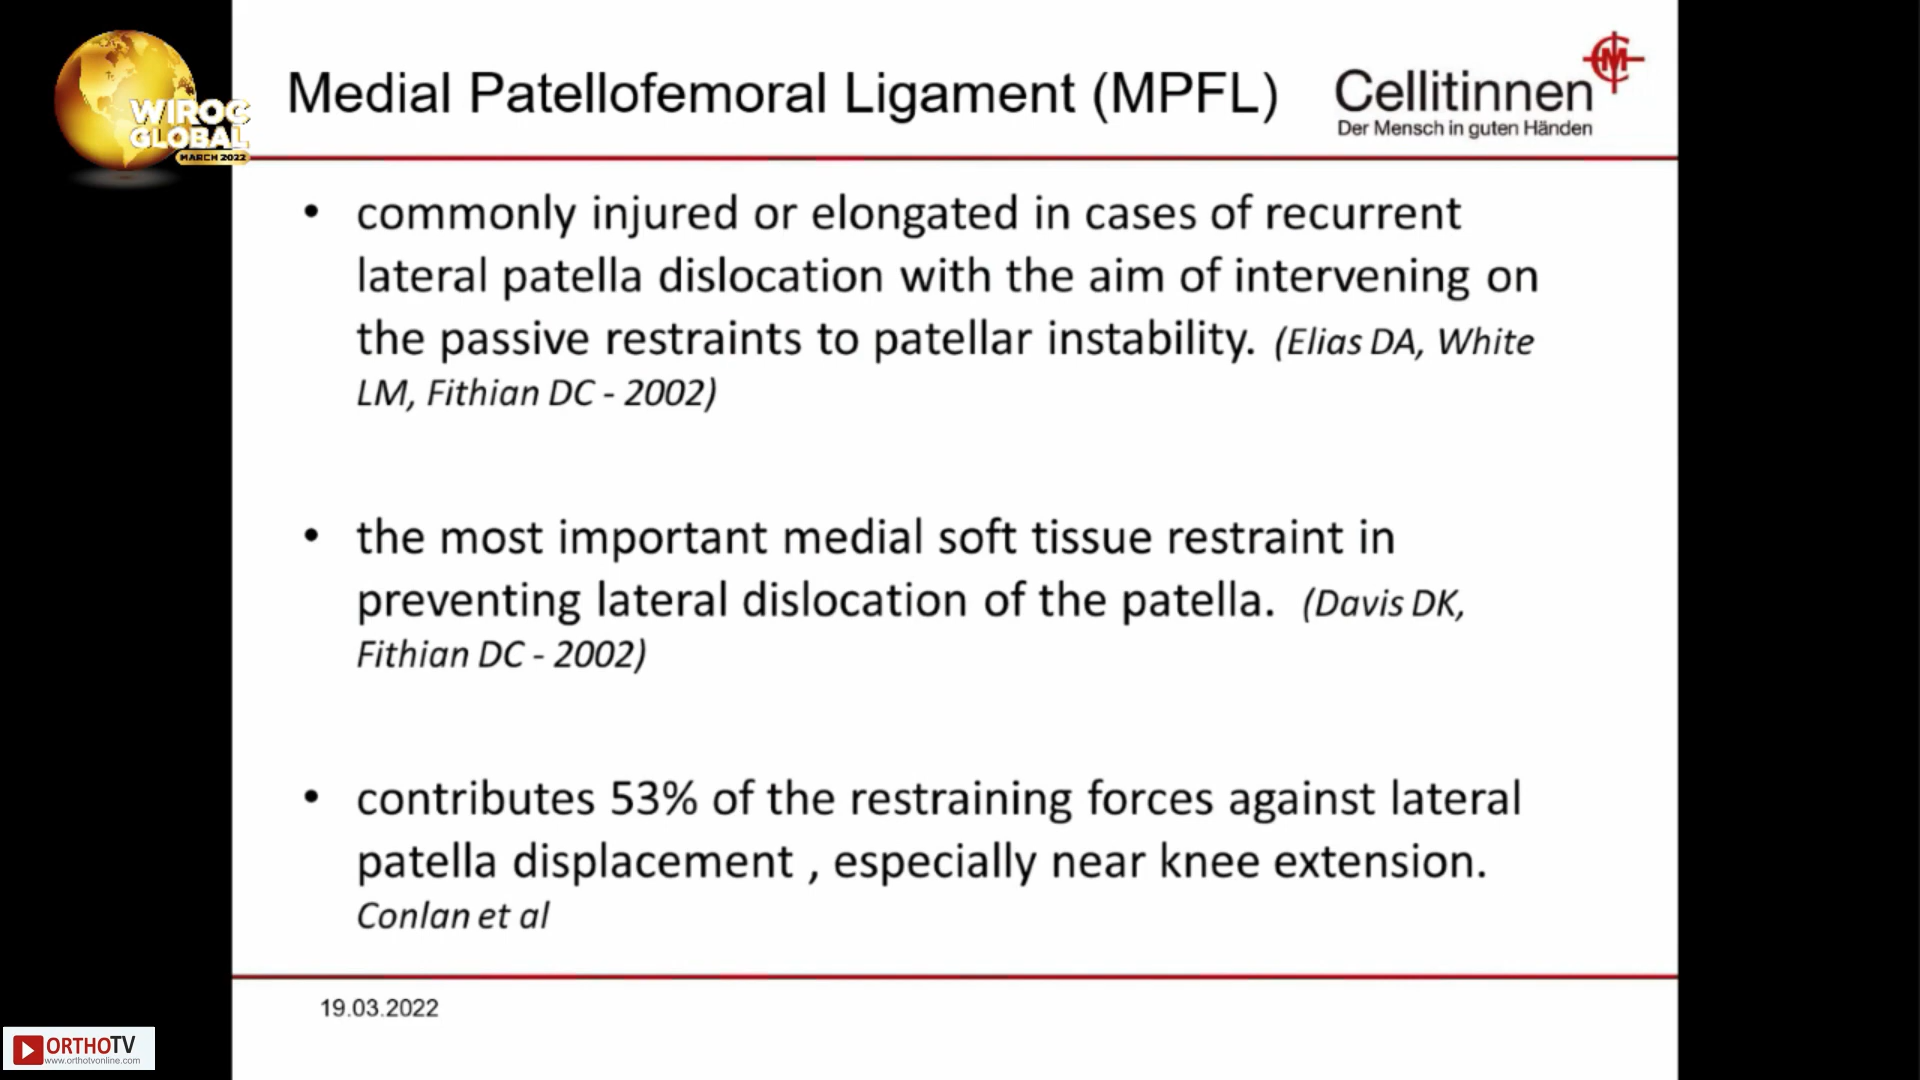 WIROC
GLOBAL
MARCH 2022
Medial Patellofemoral Ligament (MPFL)
Cellitinnen
Der Mensch in guten Händen
• commonly injured or elongated in cases of recurrent
lateral patella dislocation with the aim of intervening on
the passive restraints to patellar instability. (Elias DA, White
LM, Fithian DC - 2002)
• the most important medial soft tissue restraint in
preventing lateral dislocation of the patella. (Davis DK,
Fithian DC - 2002)
• contributes 53% of the restraining forces against lateral
patella displacement , especially near knee extension.
Conlan et al
19.03.2022
ORTHOTV
www.orthotvonline.com